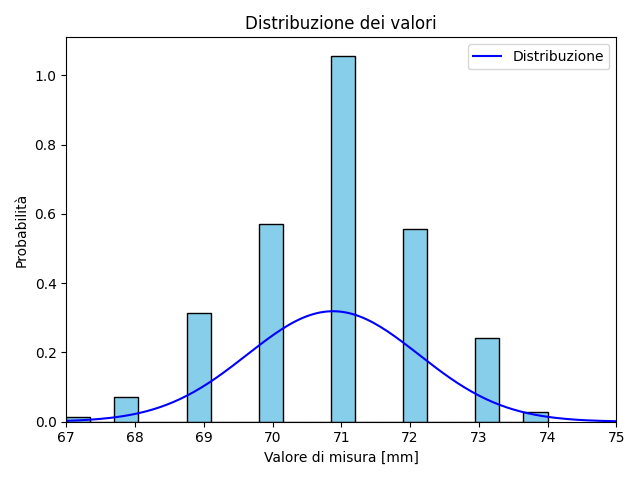 Distribuzione dei valori
Distribuzione
1.0
0.8
0.6
0.4
0.2
0.0
Probabilità
67 68 69 70 71 72 73 74 75
Valore di misura [mm]